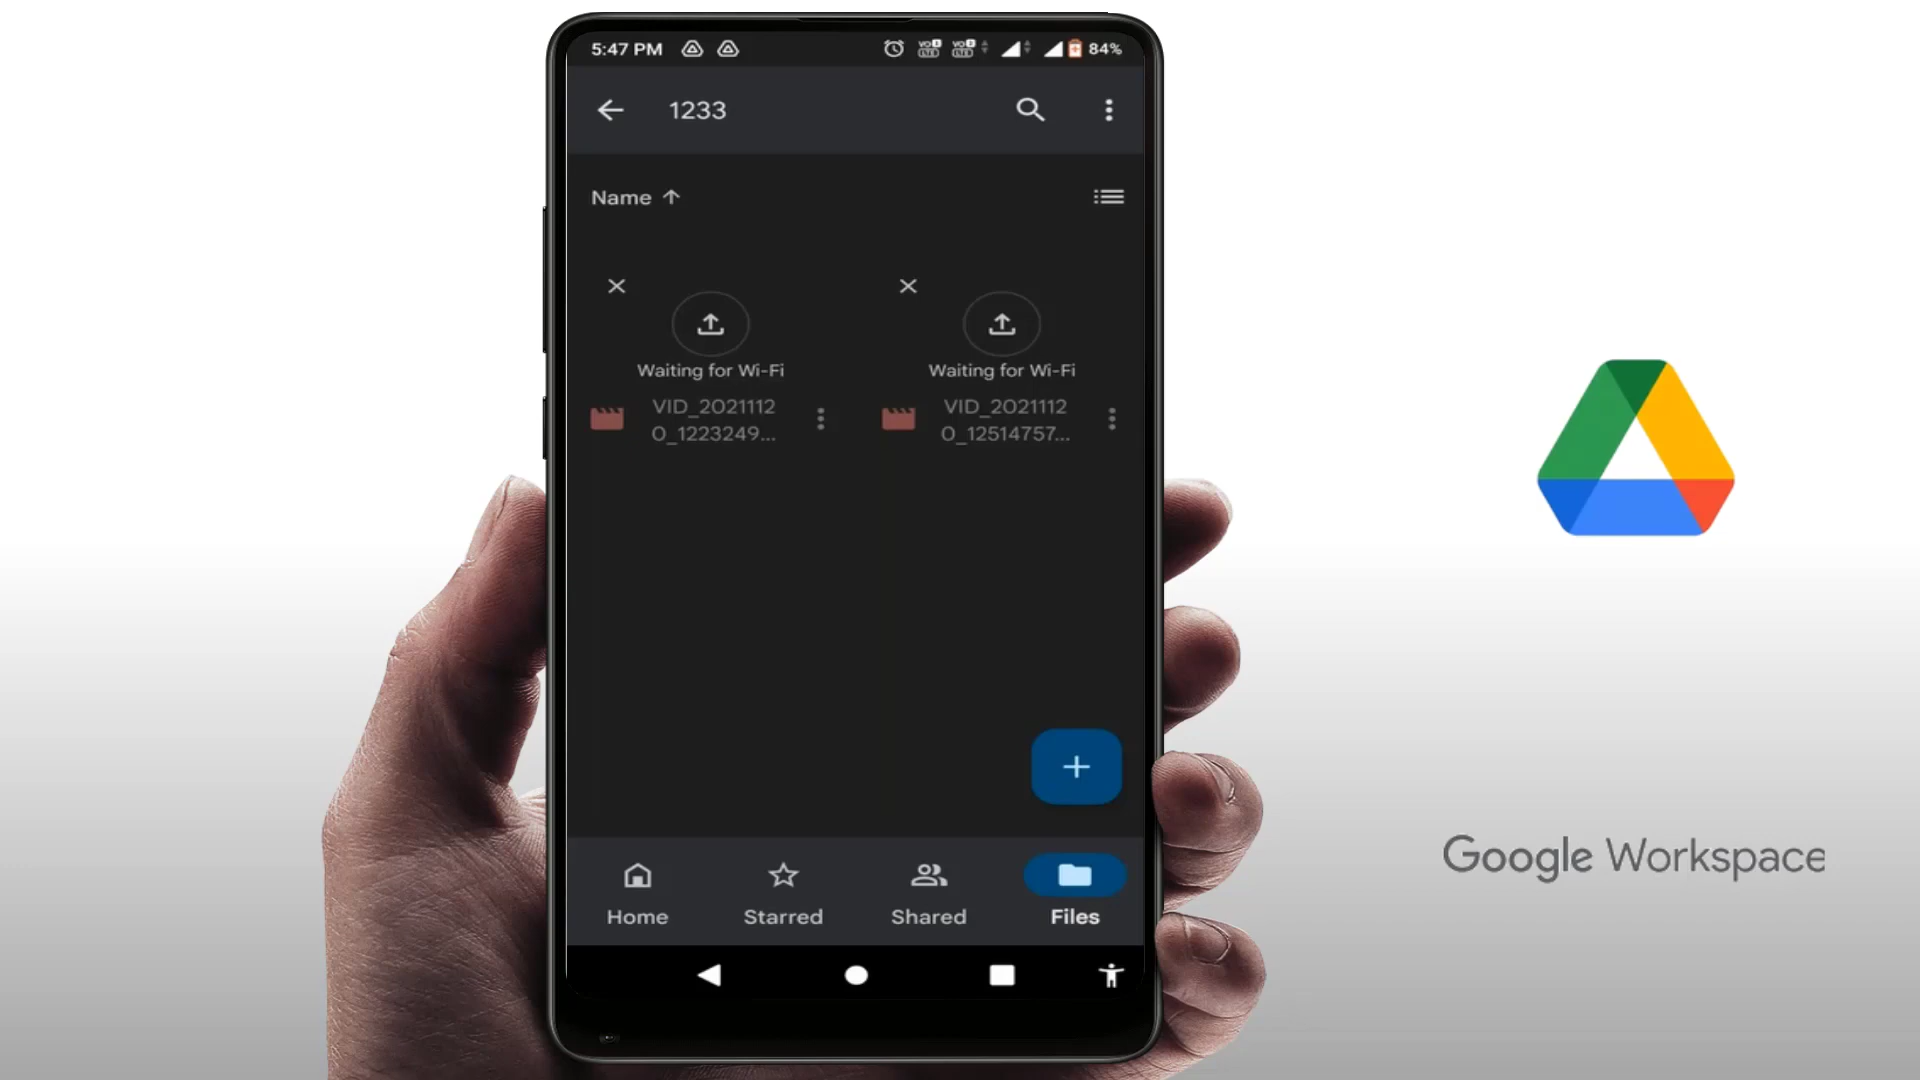 5:47 PM
84%
1233
Name
Waiting for Wi-Fi
VID_2021112
0_1223249...
Waiting for Wi-Fi
VID_2021112
0_12514757...
Home
Starred
Shared
Files
Google Workspace